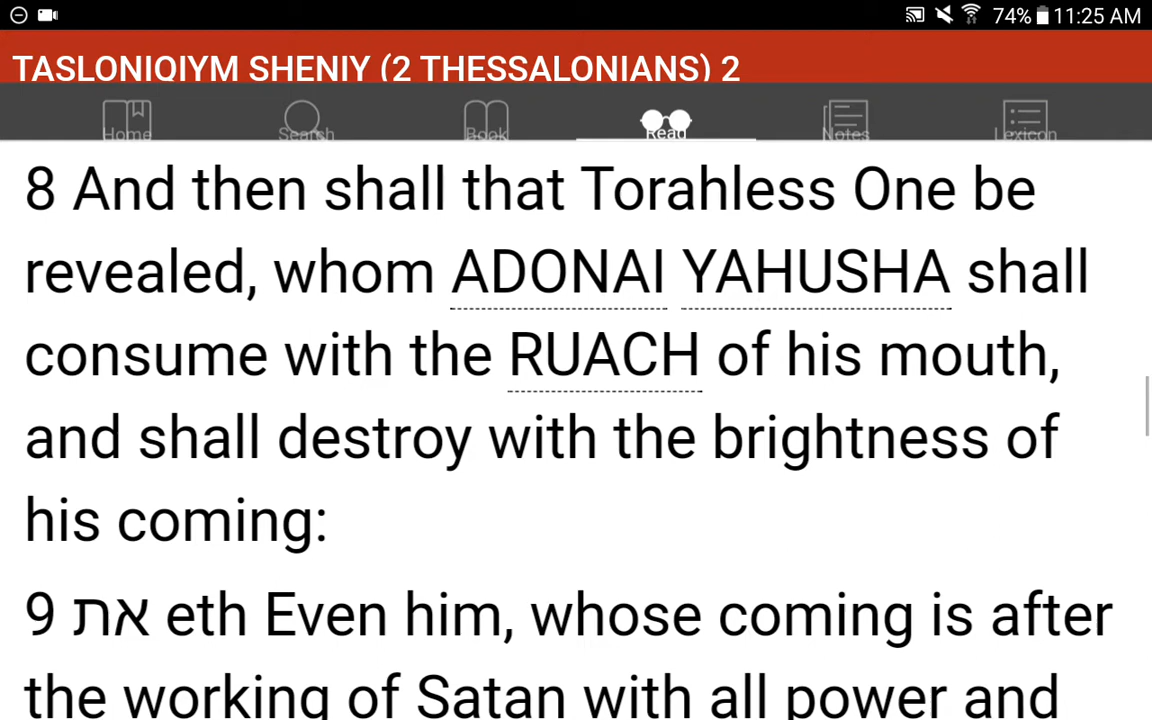 74% 11:25 AM
TASLONIQIYM SHENIY (2 THESSALONIANS) 2
Home Search Book Read Notes Lexicon
8 And then shall that Torahless One be
revealed, whom ADONAI YAHUSHA shall
consume with the RUACH of his mouth,
and shall destroy with the brightness of
his coming:
9 את eth Even him, whose coming is after
the working of Satan with all power and